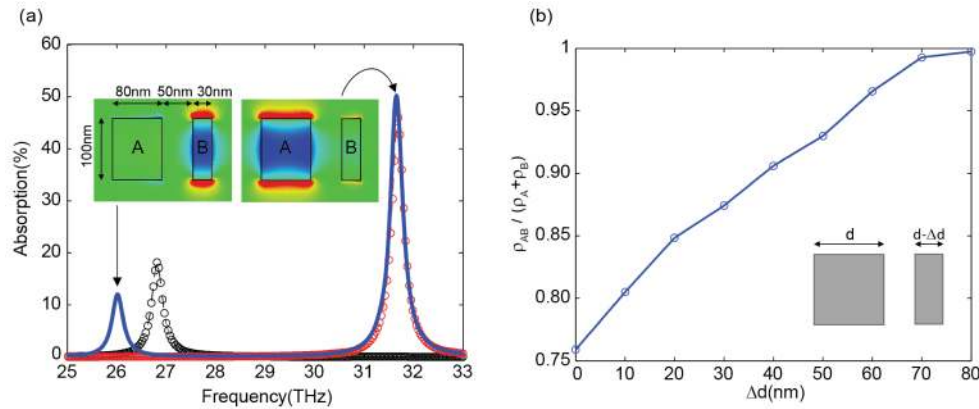 (a)
60
50
40
30
20
10
0
Absorption(%)
80nm 50nm 30nm
100nm
A
B
A
B
25 26 27 28 29 30 31 32 33
Frequency(THz)
(b)
1
0.95
0.90
0.85
0.80
0.75
ρAB / (ρA+ρB)
d
d-Δd
0 10 20 30 40 50 60 70 80
Δd(nm)